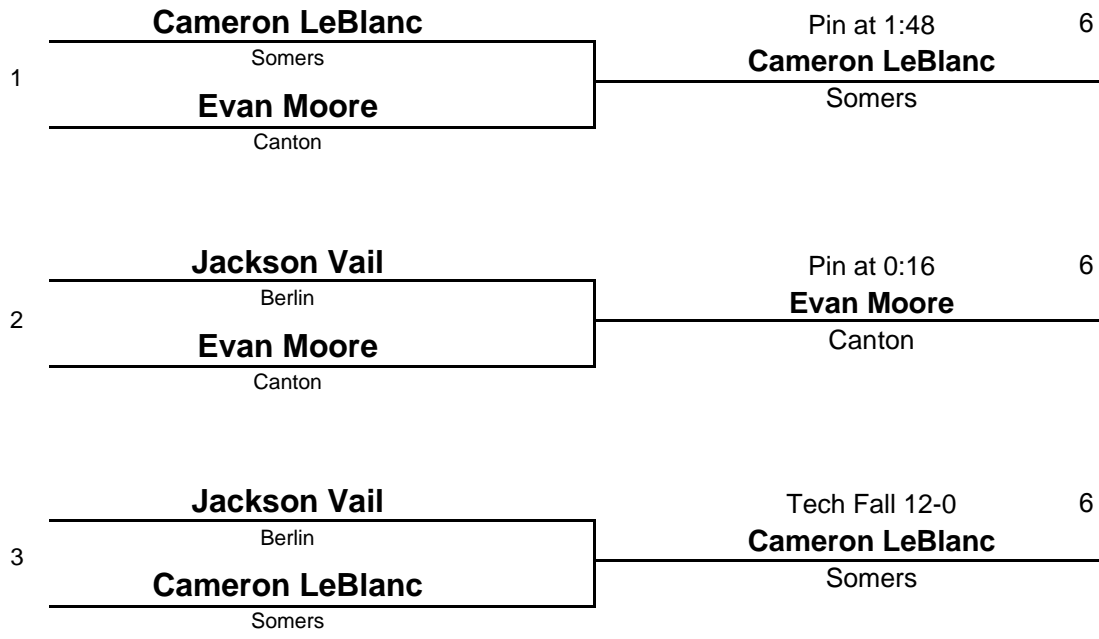 Cameron LeBlanc Pin at 1:48 6
Somers Cameron LeBlanc
1 Somers
Evan Moore
Canton
Jackson Vail Pin at 0:16 6
Berlin Evan Moore
2 Canton
Evan Moore
Canton
Jackson Vail Tech Fall 12-0 6
Berlin Cameron LeBlanc
3 Somers
Cameron LeBlanc
Somers